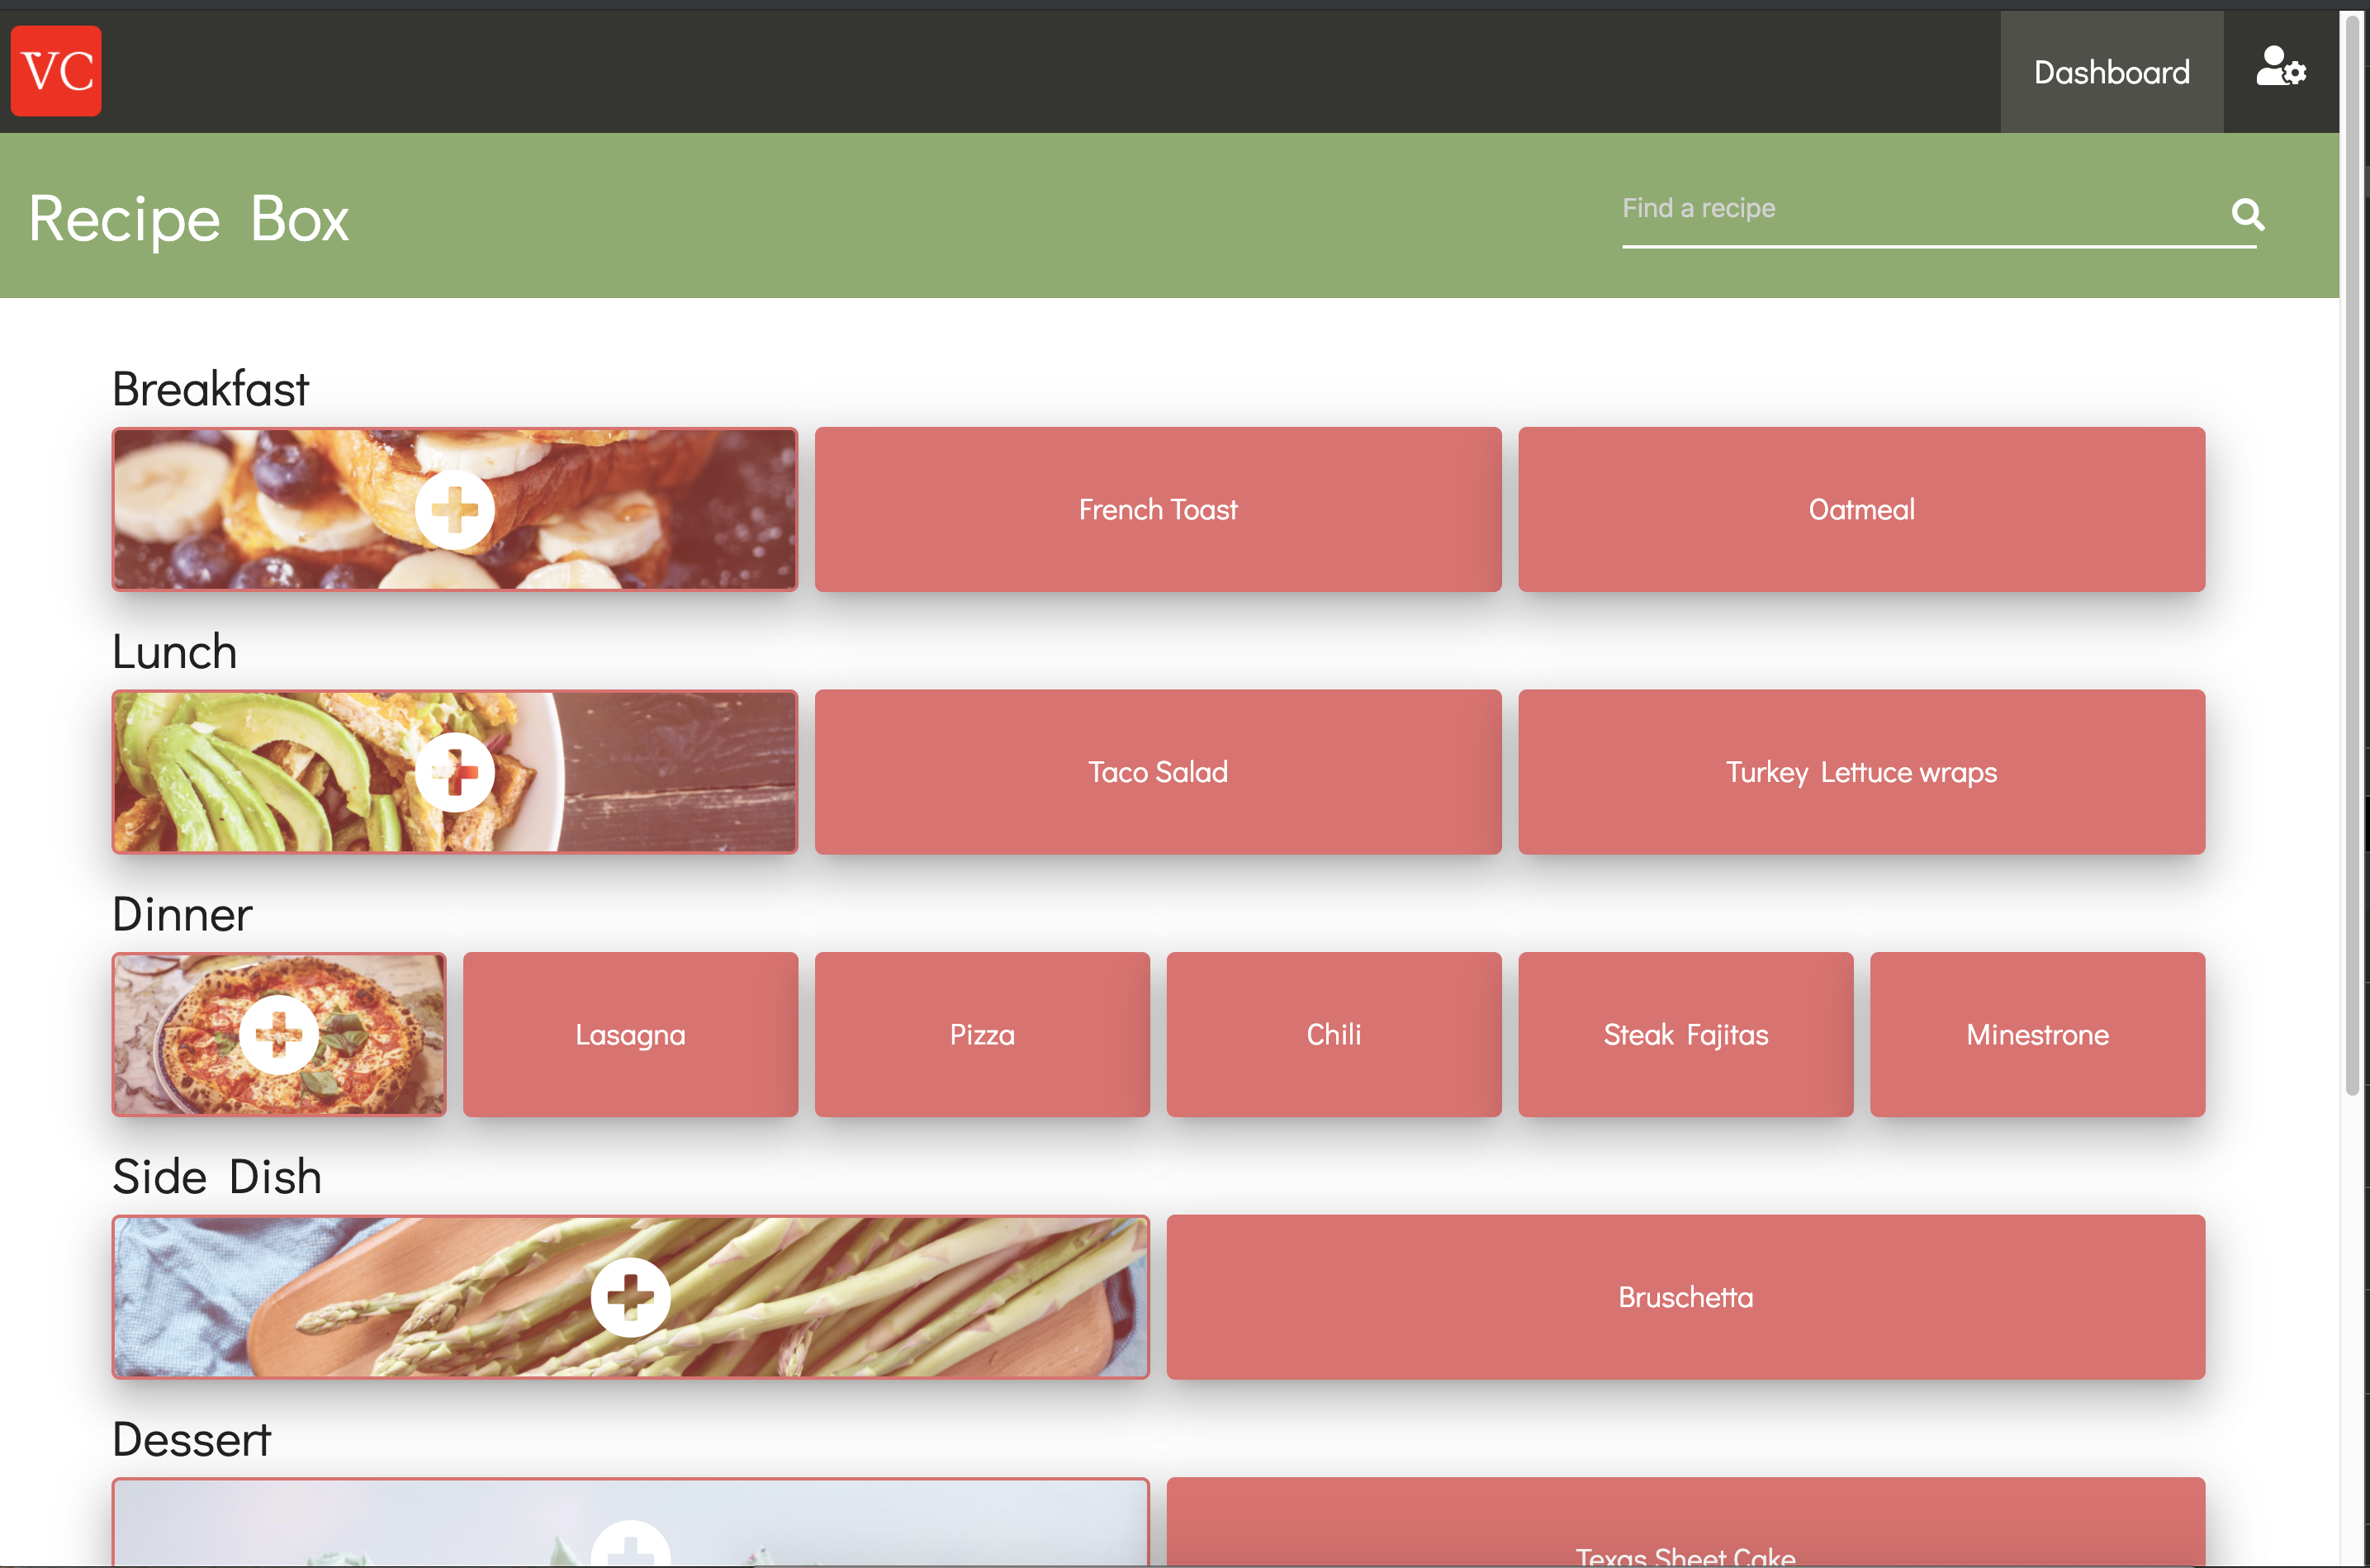 VC
Dashboard
Recipe Box
Find a recipe
Breakfast
French Toast
Oatmeal
Lunch
Taco Salad
Turkey Lettuce wraps
Dinner
Lasagna
Pizza
Chili
Steak Fajitas
Minestrone
Side Dish
Bruschetta
Dessert
Texas Sheet Cake